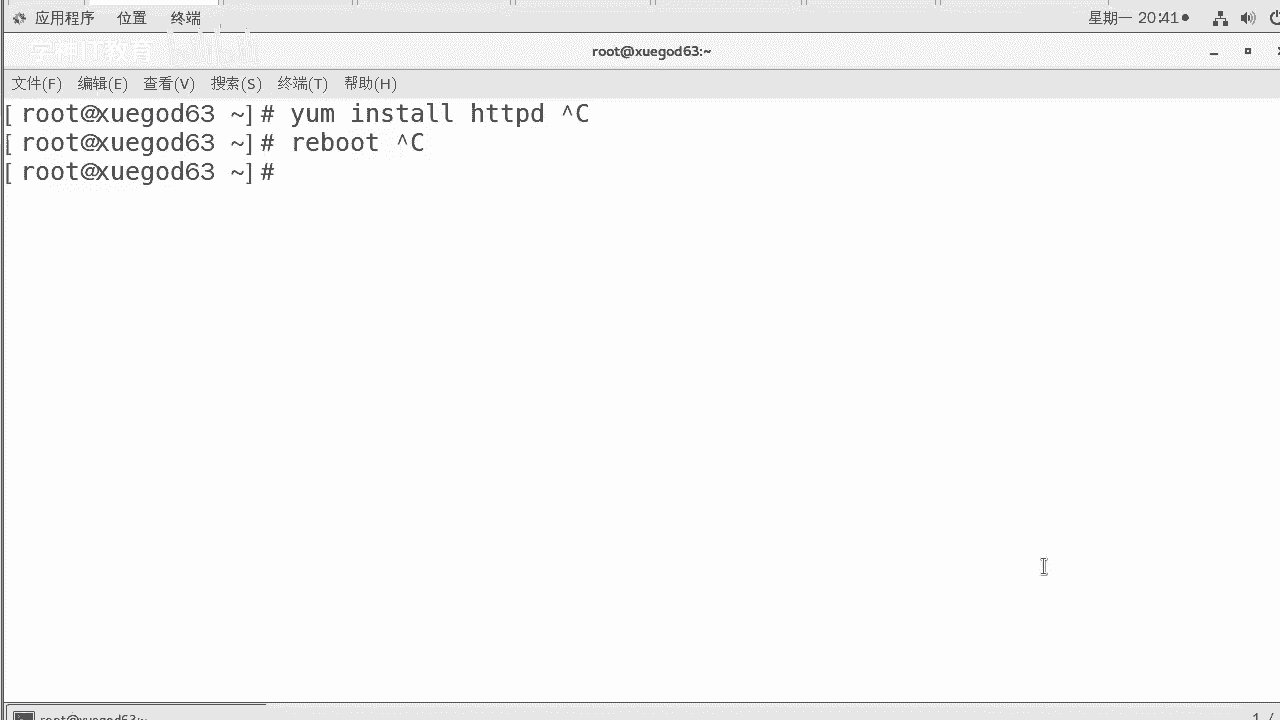 应用程序 位置 终端 星期一 20:41
学神IT教育
root@xuegod63:~
文件(F) 编辑(E) 查看(V) 搜索(S) 终端(T) 帮助(H)
[root@xuegod63 ~]# yum install httpd ^C
[root@xuegod63 ~]# reboot ^C
[root@xuegod63 ~]#
root@xuegod63:~
1 /